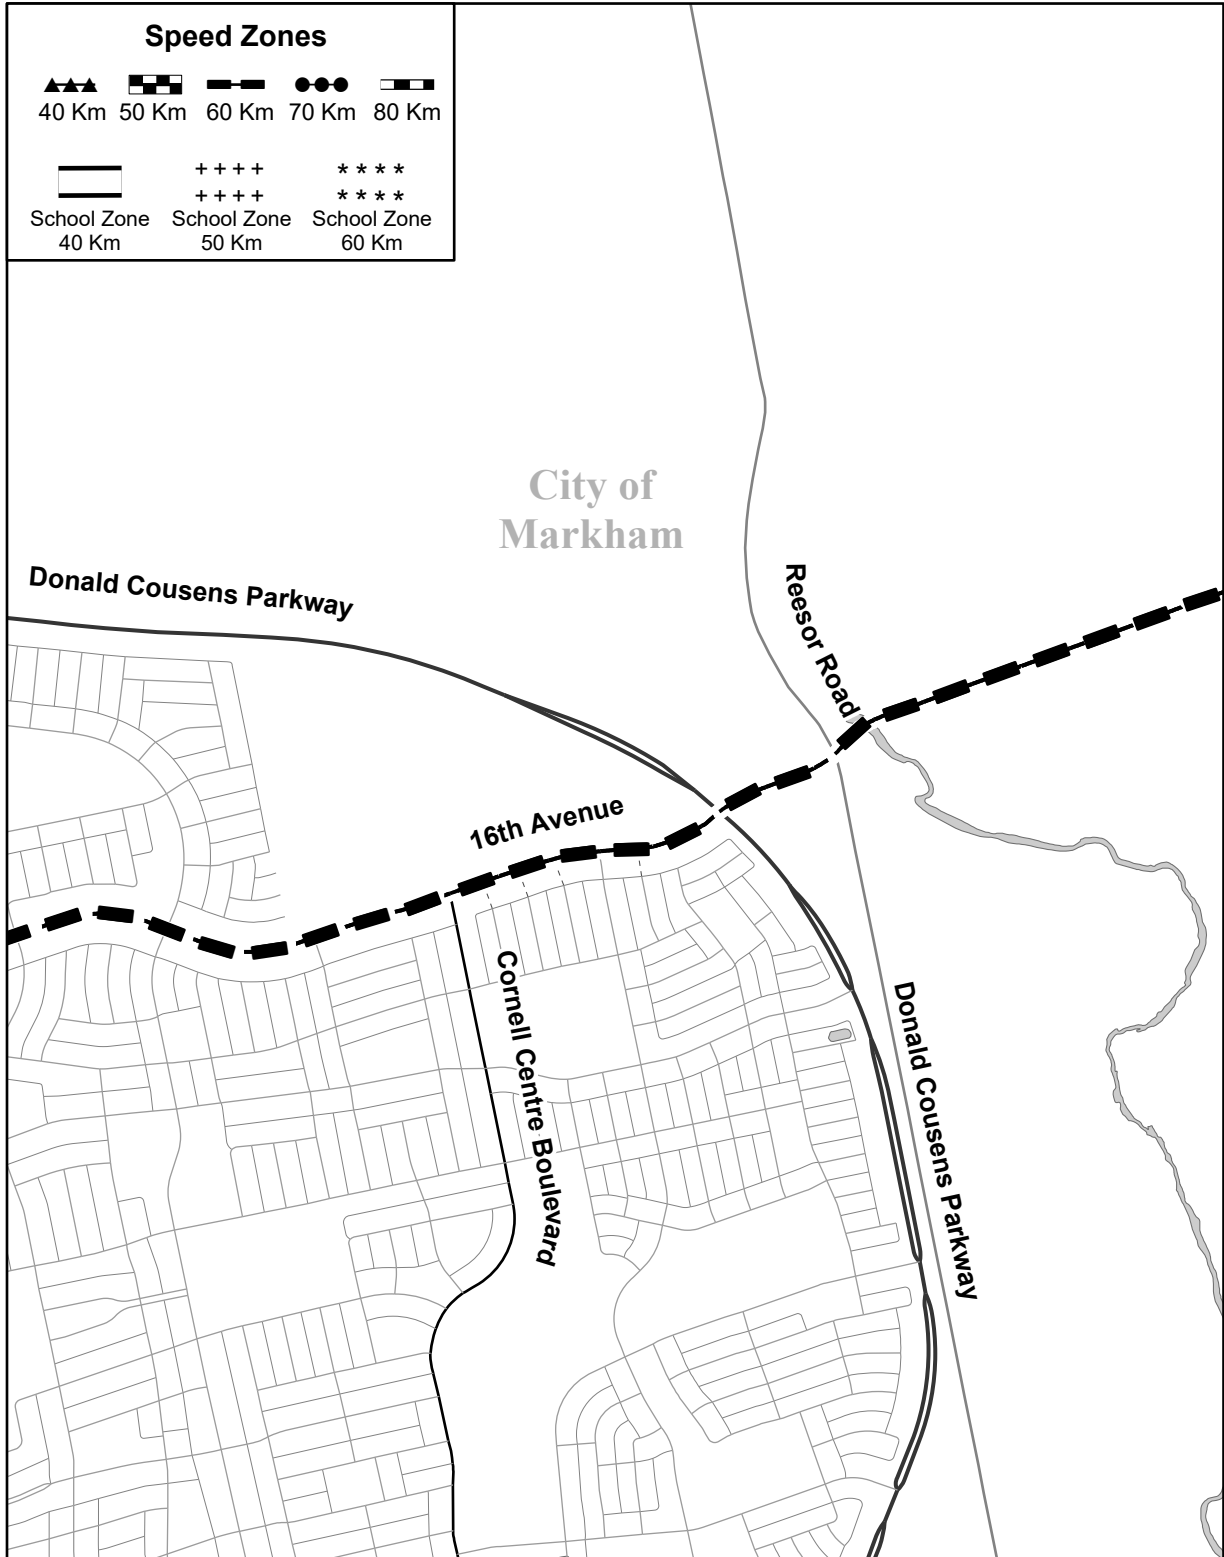 Speed Zones
40 Km 50 Km 60 Km 70 Km 80 Km
School Zone School Zone School Zone
40 Km 50 Km 60 Km
City of
Markham
Donald Cousens Parkway
Reesor Road
16th Avenue
Cornell Centre Boulevard
Donald Cousens Parkway